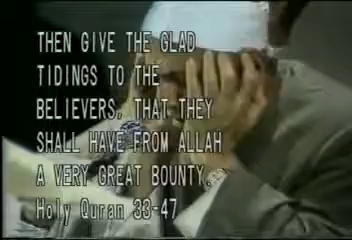 THEN GIVE THE GLAD
TIDINGS TO THE
BELIEVERS, THAT THEY
SHALL HAVE FROM ALLAH
A VERY GREAT BOUNTY.
Holy Quran 33-47